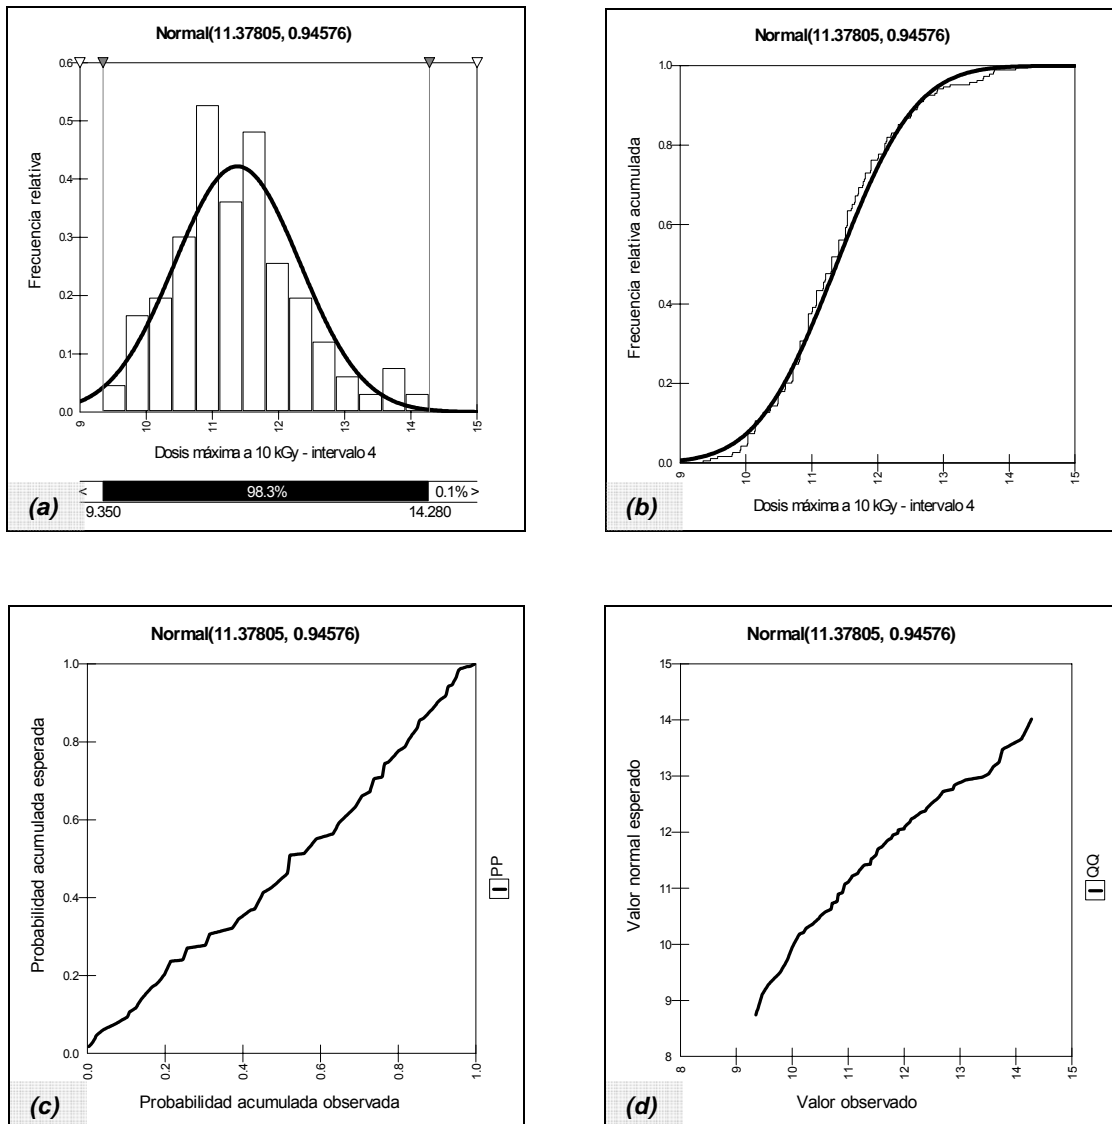 Normal(11.37805, 0.94576)
Frecuencia relativa
0.6
0.5
0.4
0.3
0.2
0.1
0.0
9
10
11
12
13
14
15
Dosis máxima a 10 kGy - intervalo 4
< 98.3% 0.1% >
9.350 14.280
(a)
Normal(11.37805, 0.94576)
Frecuencia relativa acumulada
1.0
0.8
0.6
0.4
0.2
0.0
9
10
11
12
13
14
15
Dosis máxima a 10 kGy - intervalo 4
(b)
Normal(11.37805, 0.94576)
Probabilidad acumulada esperada
1.0
0.8
0.6
0.4
0.2
0.0
0.0
0.2
0.4
0.6
0.8
1.0
Probabilidad acumulada observada
PP
(c)
Normal(11.37805, 0.94576)
Valor normal esperado
15
14
13
12
11
10
9
8
8
9
10
11
12
13
14
15
Valor observado
QQ
(d)